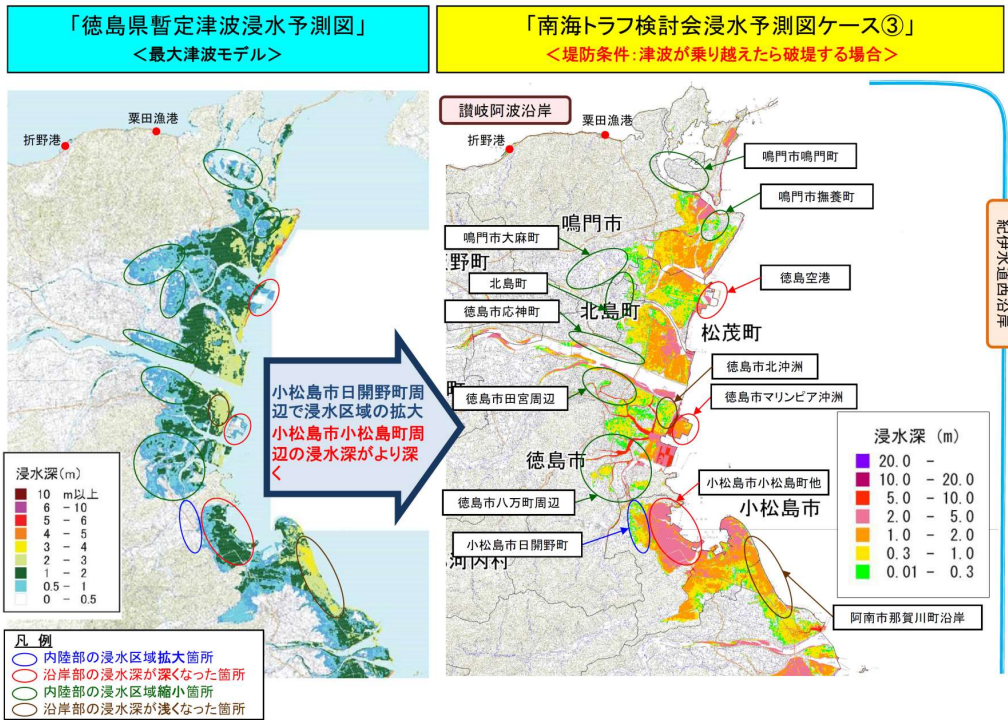 「徳島県暫定津波浸水予測図」
＜最大津波モデル＞
「南海トラフ検討会浸水予測図ケース③」
＜堤防条件：津波が乗り越えたら破堤する場合＞
粟田漁港
折野港
讃岐阿波沿岸
粟田漁港
折野港
鳴門市鳴門町
鳴門市撫養町
鳴門市
鳴門市大麻町
野町
北島町
徳島空港
北島町
徳島市応神町
松茂町
紀伊水道西沿岸
小松島市日開野町周
辺で浸水区域の拡大
小松島市小松島町周
辺の浸水深がより深
く
徳島市北沖洲
徳島市田宮周辺
徳島市マリンピア沖洲
徳島市
徳島市八万町周辺
小松島市小松島町他
小松島市
小松島市日開野町
河内村
阿南市那賀川町沿岸
浸水深(m)
10 m以上
6 -10
5 - 6
4 - 5
3 - 4
2 - 3
1 - 2
0.5 - 1
0 - 0.5
浸水深 (m)
20.0 -
10.0 - 20.0
5.0 - 10.0
2.0 - 5.0
1.0 - 2.0
0.3 - 1.0
0.01 - 0.3
凡 例
内陸部の浸水区域拡大箇所
沿岸部の浸水深が深くなった箇所
内陸部の浸水区域縮小箇所
沿岸部の浸水深が浅くなった箇所